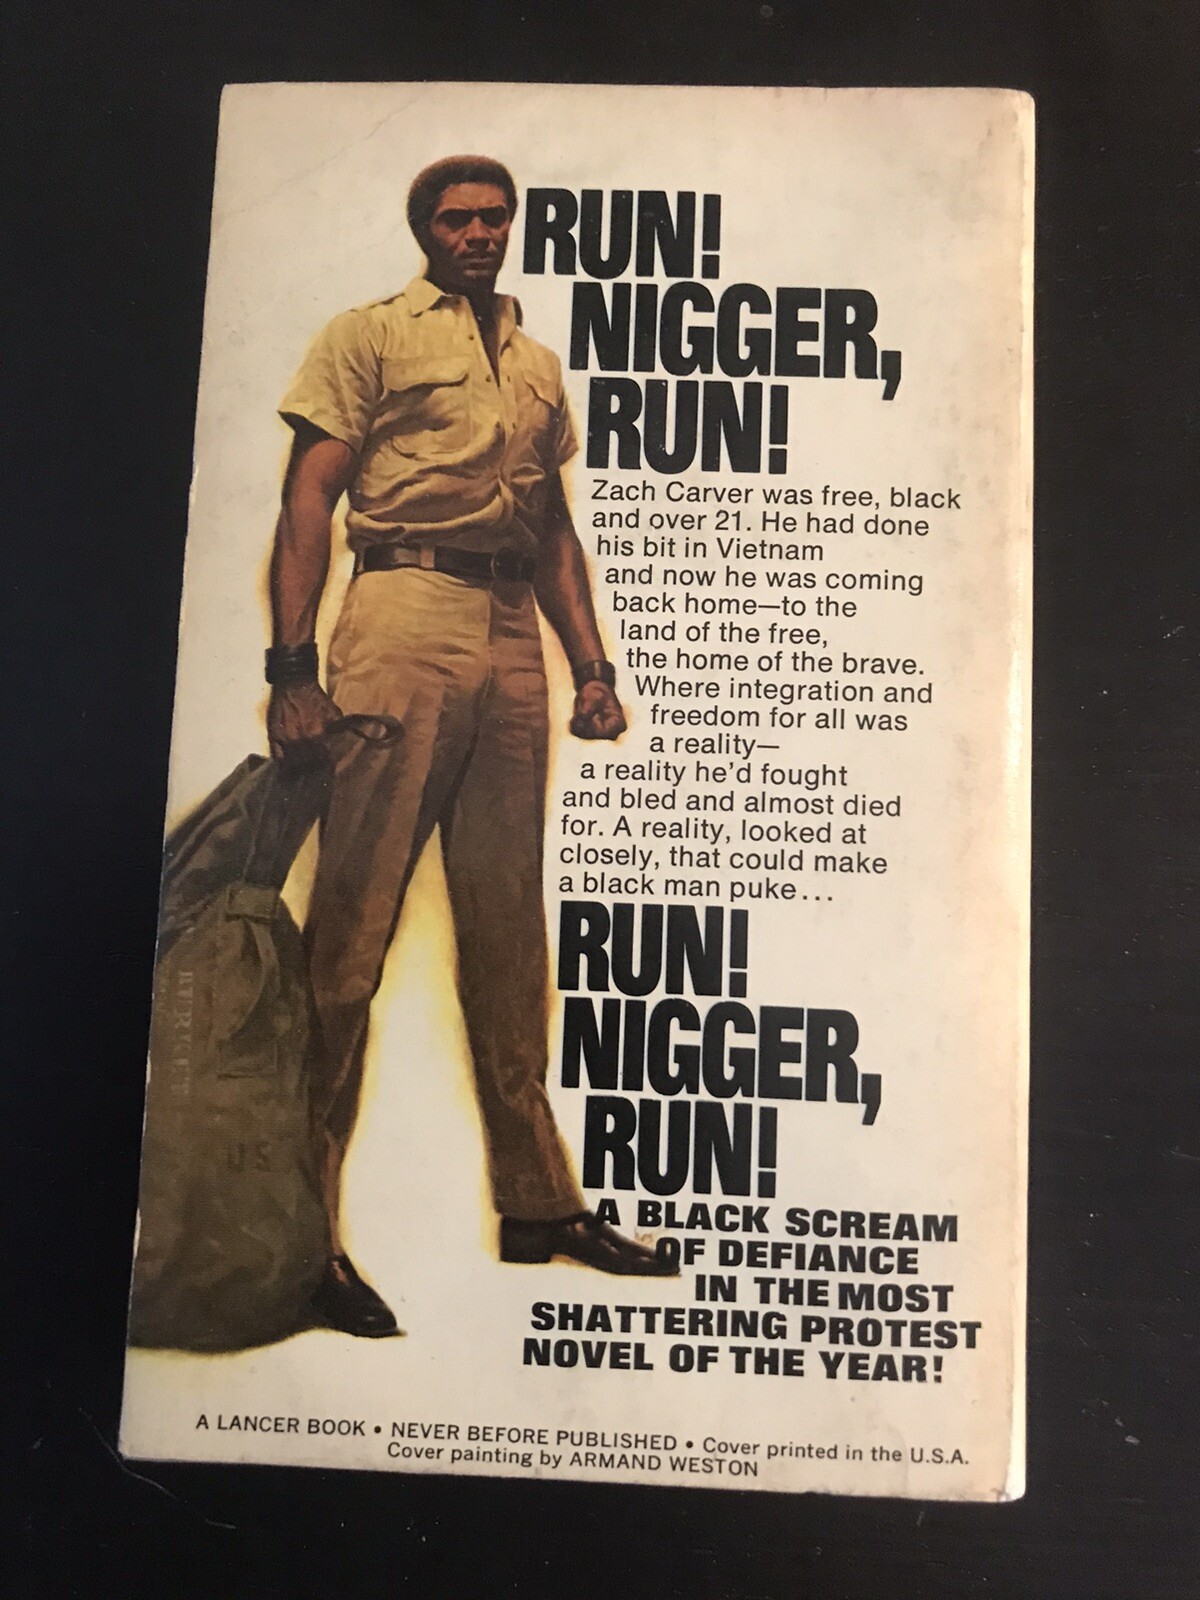 RUN!
NIGGER,
RUN!
Zach Carver was free, black
and over 21. He had done
his bit in Vietnam
and now he was coming
back home—to the
land of the free,
the home of the brave.
Where integration and
freedom for all was
a reality—
a reality he'd fought
and bled and almost died
for. A reality, looked at
closely, that could make
a black man puke...
RUN!
NIGGER,
RUN!
A BLACK SCREAM
OF DEFIANCE
IN THE MOST
SHATTERING PROTEST
NOVEL OF THE YEAR!
US
A LANCER BOOK • NEVER BEFORE PUBLISHED • Cover printed in the U.S.A.
Cover painting by ARMAND WESTON